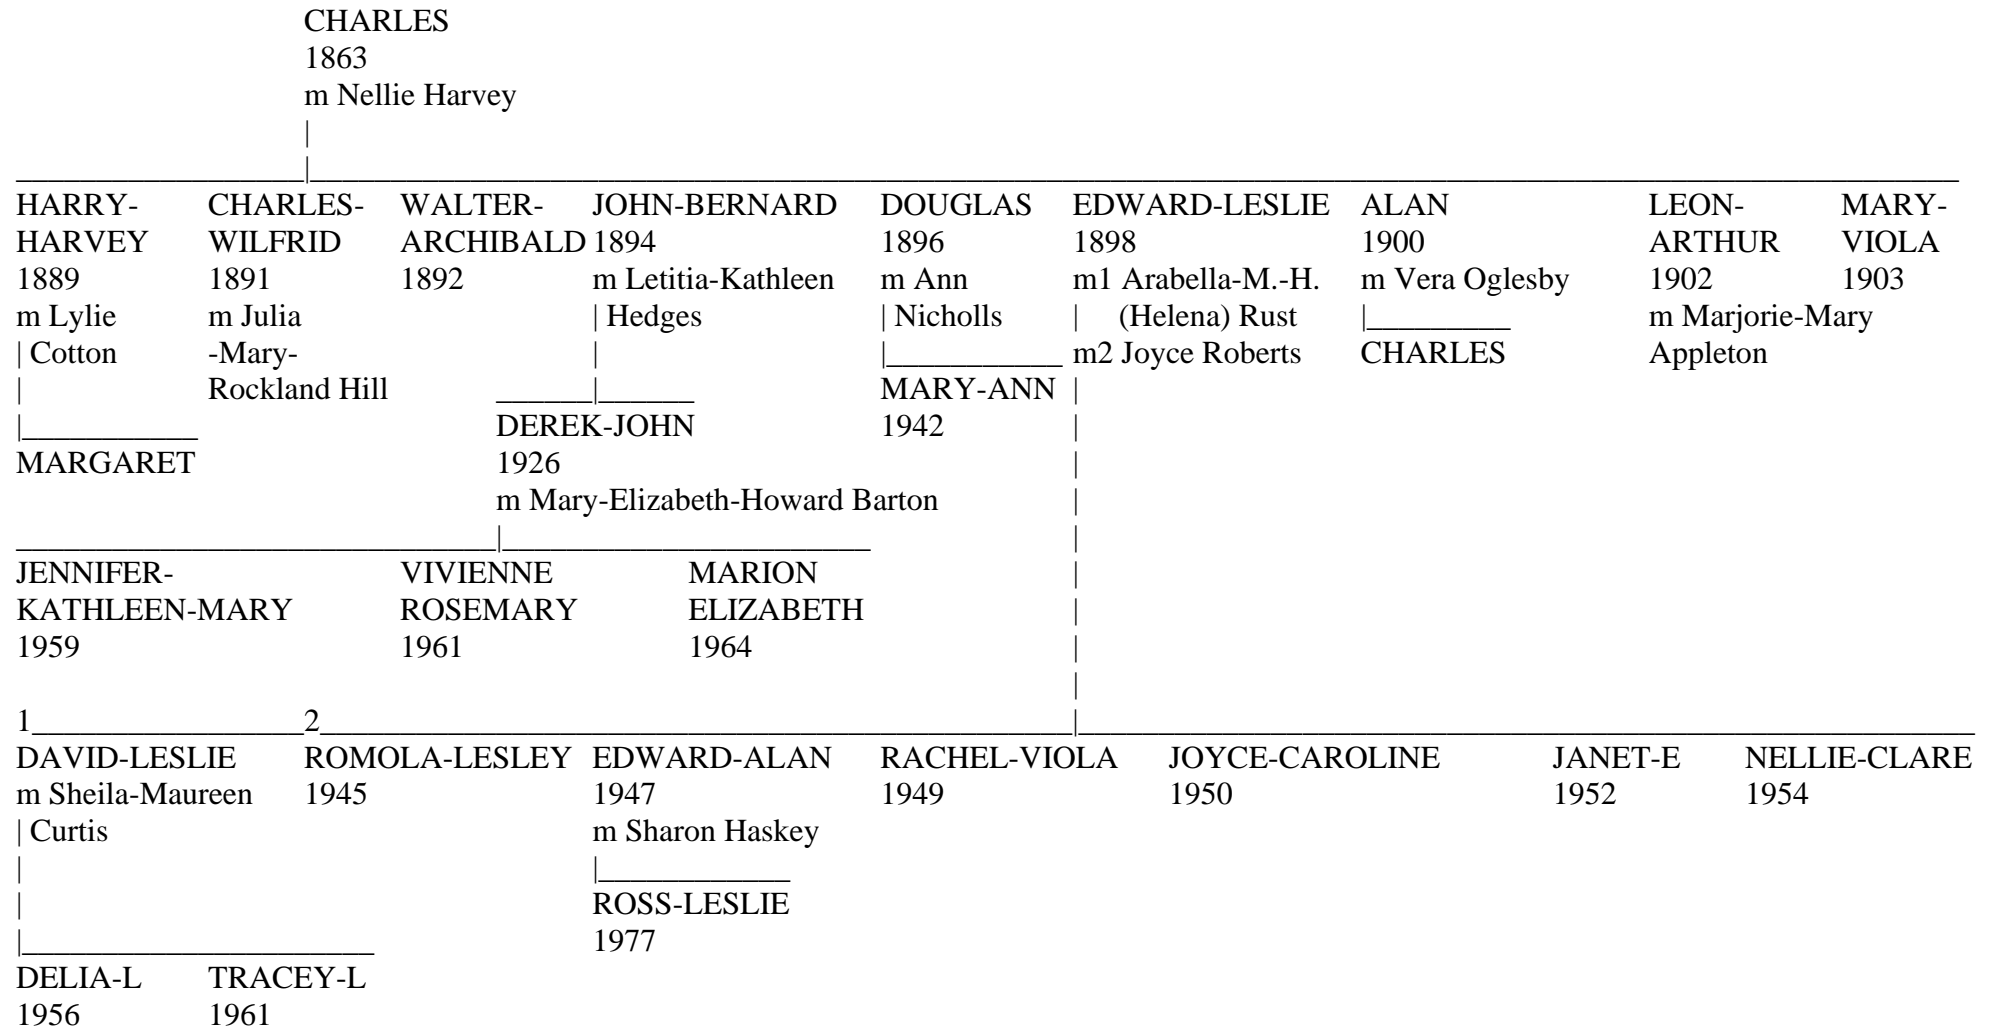 CHARLES
1863
m Nellie Harvey
HARRY- CHARLES- WALTER- JOHN-BERNARD DOUGLAS EDWARD-LESLIE ALAN LEON- MARY-
HARVEY WILFRID ARCHIBALD 1894 1896 1898 1900 ARTHUR VIOLA
1889 1891 1892 m Letitia-Kathleen m Ann m1 Arabella-M.-H. m Vera Oglesby 1902 1903
m Lylie m Julia | Hedges | Nicholls | (Helena) Rust m Marjorie-Mary
| Cotton -Mary- m2 Joyce Roberts CHARLES Appleton
Rockland Hill MARY-ANN
DEREK-JOHN 1942
MARGARET 1926
m Mary-Elizabeth-Howard Barton
JENNIFER- VIVIENNE MARION
KATHLEEN-MARY ROSEMARY ELIZABETH
1959 1961 1964
1 2
DAVID-LESLIE ROMOLA-LESLEY EDWARD-ALAN RACHEL-VIOLA JOYCE-CAROLINE JANET-E NELLIE-CLARE
m Sheila-Maureen 1945 1947 1949 1950 1952 1954
| Curtis m Sharon Haskey
ROSS-LESLIE
1977
DELIA-L TRACEY-L
1956 1961